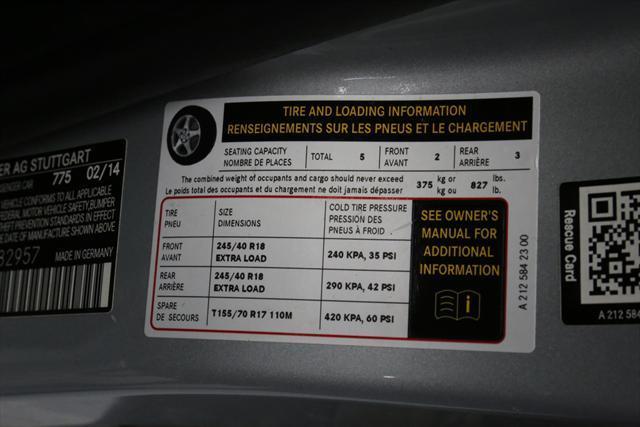 ER AG STUTTGART
SENGER CAR 775 02/14
VEHICLE CONFORMS TO ALL APPLICABLE
FEDERAL MOTOR VEHICLE SAFETY, BUMPER
AND THEFT PREVENTION STANDARDS IN EFFECT
DATE OF MANUFACTURE SHOWN ABOVE
32957
MADE IN GERMANY
TIRE AND LOADING INFORMATION
RENSEIGNEMENTS SUR LES PNEUS ET LE CHARGEMENT
SEATING CAPACITY
NOMBRE DE PLACES
TOTAL 5
FRONT
AVANT
2
REAR
ARRIÈRE
3
The combined weight of occupants and cargo should never exceed
Le poids total des occupants et du chargement ne doit jamais dépasser
375 kg or
kg ou
827 lbs.
lb.
TIRE
PNEU
SIZE
DIMENSIONS
COLD TIRE PRESSURE
PRESSION DES
PNEUS À FROID
FRONT
AVANT
245/40 R18
EXTRA LOAD
240 KPA, 35 PSI
REAR
ARRIÈRE
245/40 R18
EXTRA LOAD
290 KPA, 42 PSI
SPARE
DE SECOURS
T155/70 R17 110M
420 KPA, 60 PSI
SEE OWNER'S
MANUAL FOR
ADDITIONAL
INFORMATION
i
A 212 584 23 00
Rescue Card
A 212 584